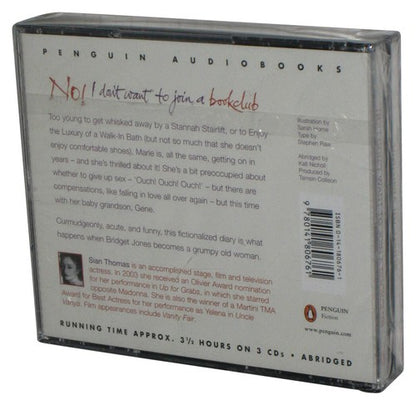 PENGUIN AUDIOBOOKS
No! I don't want to join a bookclub
Too young to get whisked away by a Stannah Stairlift, or to Enjoy
the Luxury of a Walk-In Bath (but not so much that she doesn't
enjoy comfortable shoes), Marie is, all the same, getting on in
years – and she's thrilled about it! She's a bit preoccupied about
whether to give up sex – 'Ouch! Ouch! Ouch!' – but there are
compensations, like falling in love all over again – but this time
with her baby grandson, Gene.
Curmudgeonly, acute, and funny, this fictionalized diary is what
happens when Bridget Jones becomes a grumpy old woman.
Sian Thomas is an accomplished stage, film and television
actress. In 2003 she received an Olivier Award nomination
for her performance in Up for Grabs, in which she starred
opposite Madonna. She is also the winner of a Martini TMA
Award for Best Actress for her performance as Yelena in Uncle
Vanya. Film appearances include Vanity Fair.
RUNNING TIME APPROX. 3½ HOURS ON 3 CDs • ABRIDGED
Illustration by
Sarah Horne
Type by
Stephen Raw
Abridged by
Kati Nicholl
Produced by
Tamsin Collison
ISBN 0-14-180676-1
9780141806761
PENGUIN
Fiction
www.penguin.com